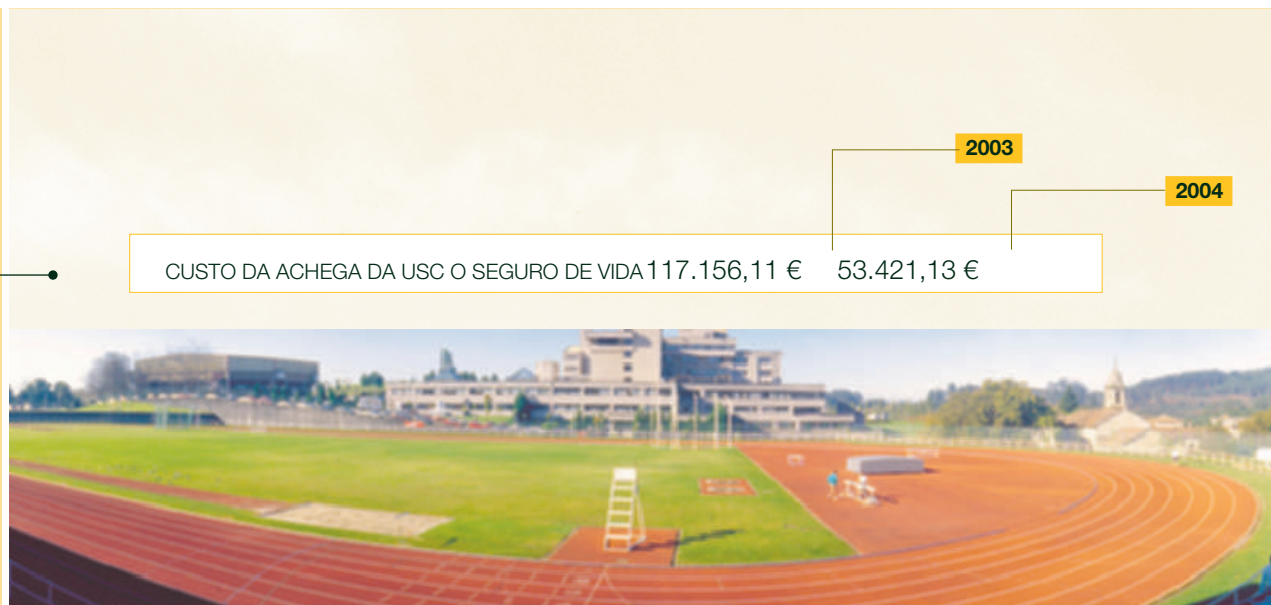 2003
2004
CUSTO DA ACHEGA DA USC O SEGURO DE VIDA 117.156,11 € 53.421,13 €